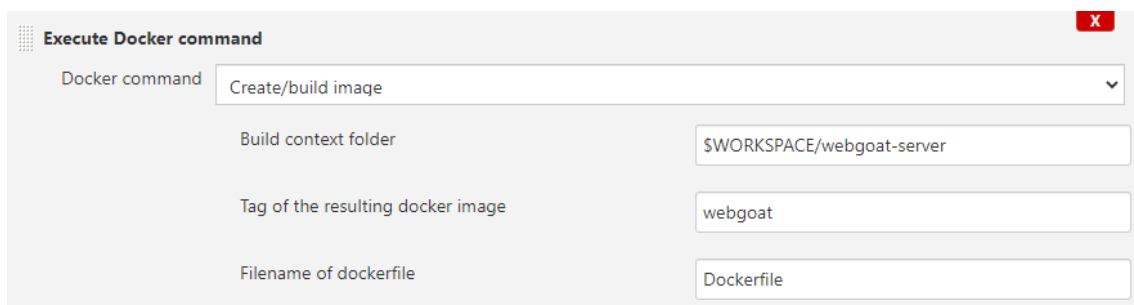 X
Execute Docker command
Docker command
Create/build image
Build context folder
$WORKSPACE/webgoat-server
Tag of the resulting docker image
webgoat
Filename of dockerfile
Dockerfile